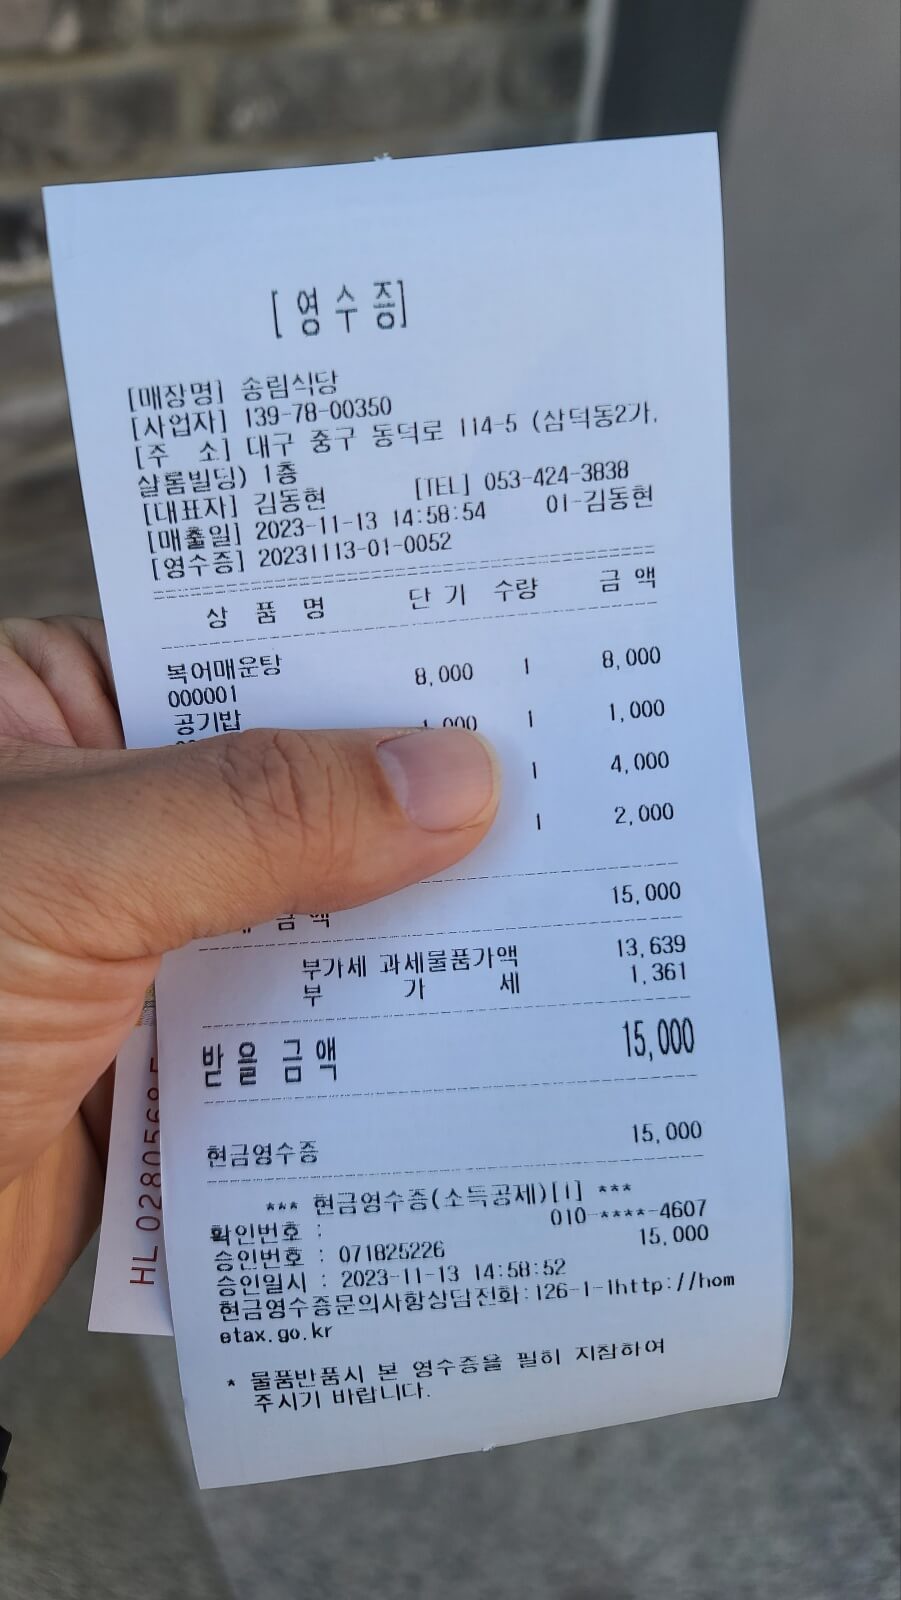 [영수증]
[매장명] 송림식당
[사업자] 139-78-00350
[주 소] 대구 중구 동덕로 114-5 (삼덕동2가,
샬롬빌딩) 1층
[대표자] 김동현 [TEL] 053-424-3838
[매출일] 2023-11-13 14:58:54 01-김동현
[영수증] 20231113-01-0052
상 품 명 단 가 수량 금 액
복어매운탕 8,000 1 8,000
000001
공기밥 1,000 1 1,000
1 4,000
1 2,000
금 액 15,000
부가세 과세물품가액 13,639
부 가 세 1,361
받 을 금 액 15,000
현금영수증 15,000
*** 현금영수증(소득공제)[1] ***
확인번호 : 010-****-4607
승인번호 : 071825226 15,000
승인일시 : 2023-11-13 14:58:52
현금영수증문의사항상담전화:126-1-1http://hom
etax.go.kr
* 물품반품시 본 영수증을 필히 지참하여
주시기 바랍니다.
HL 0280568